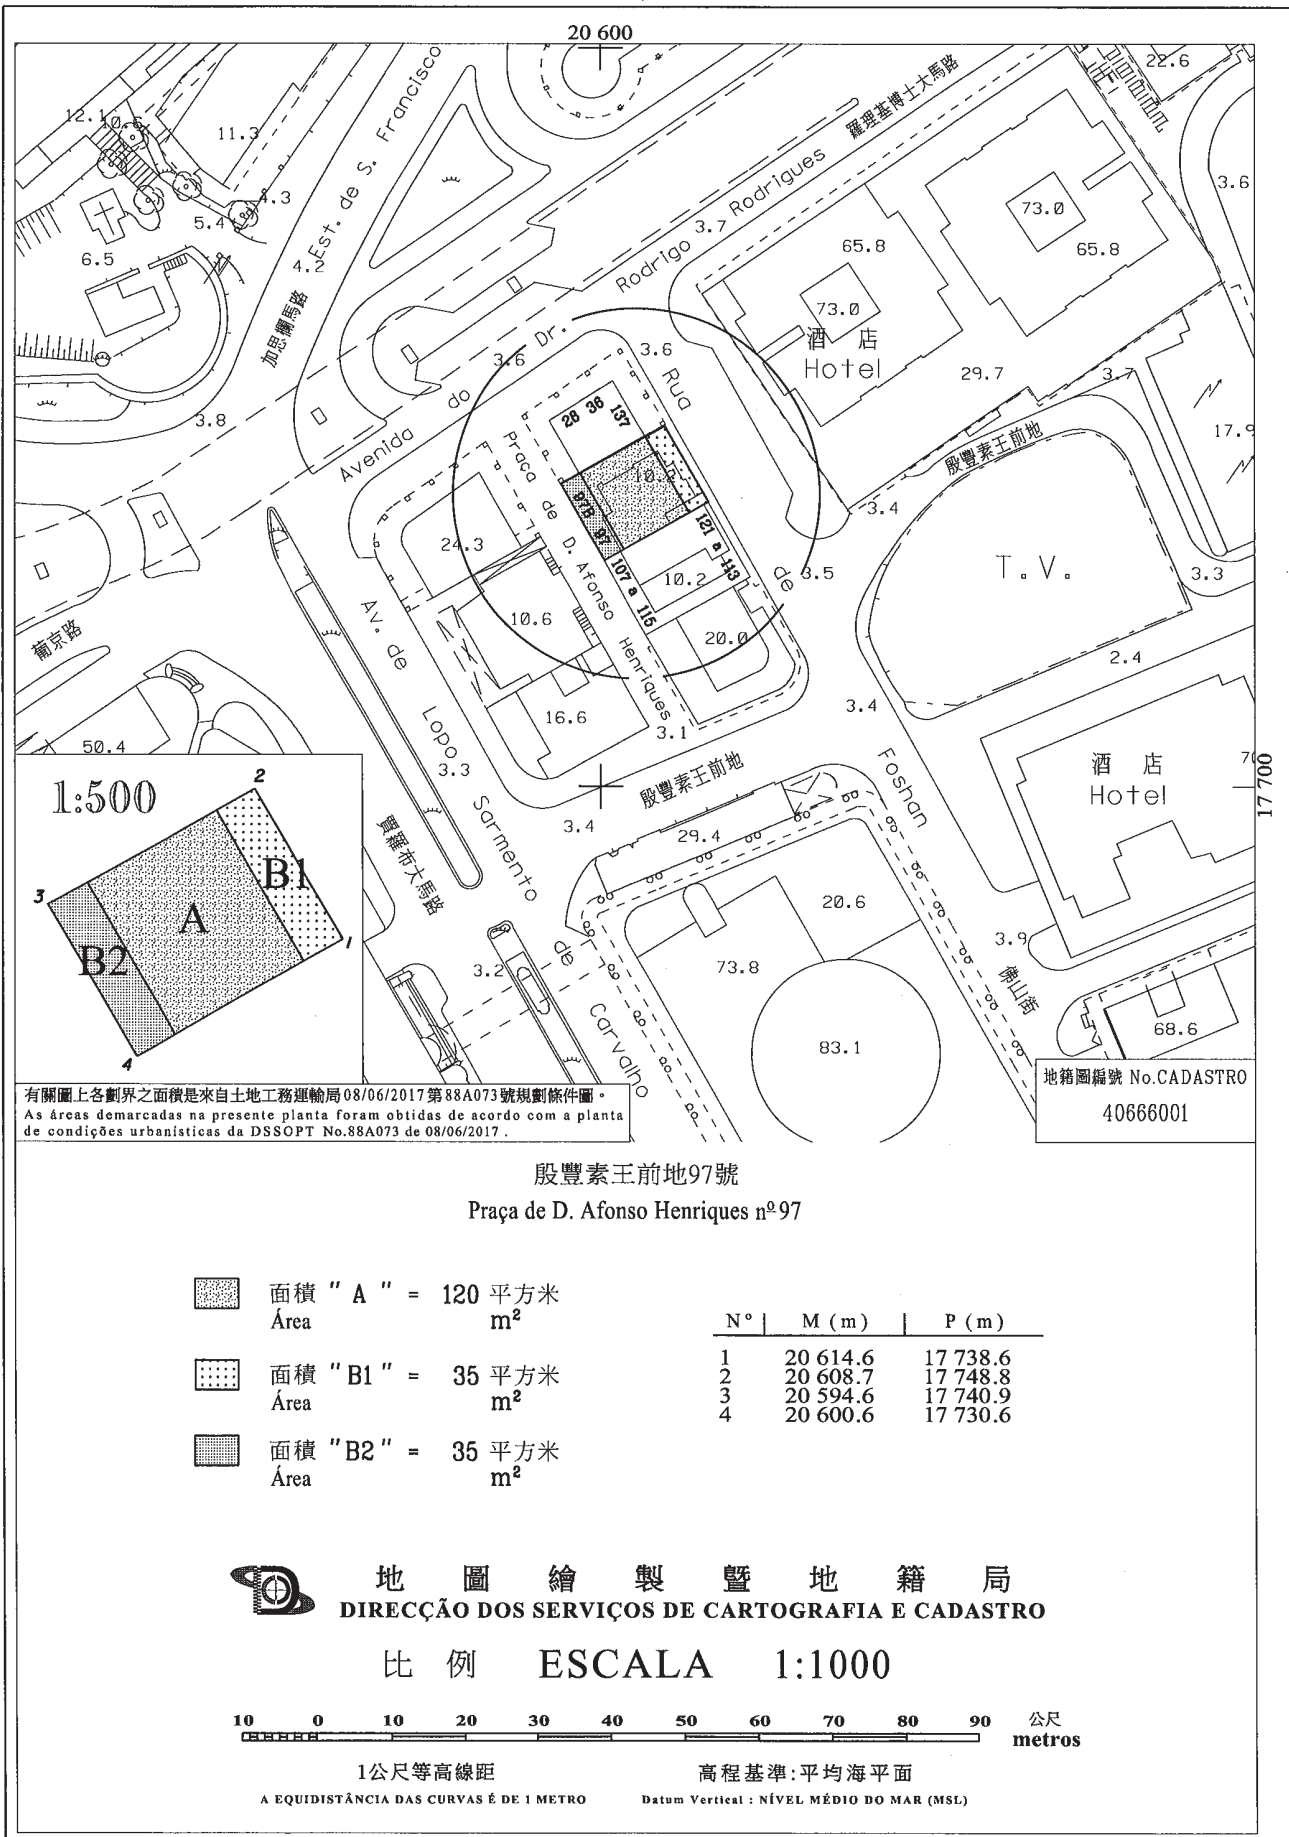 20 600
12.1
10.6
11.3
4.3
5.4
6.5
4.2
Est. de S. Francisco
加思欄馬路
3.8
3.7
Avenida do Dr. Rodrigo Rodrigues
羅理基博士大馬路
22.6
3.6
73.0
65.8
65.8
73.0
酒店
Hotel
29.7
3.7
17.9
3.6
3.6
Rua de Foshan
佛山街
28 36 137
97B 97
107 a 115
121 a 113
Praça de D. Afonso Henriques
24.3
10.6
16.6
10.2
20.0
3.5
3.4
殷豐素王前地
T.V.
3.3
2.4
3.4
3.1
殷豐素王前地
葡京路
50.4
AV. de Lopo Sarmento de Carvalho
賈羅布大馬路
3.3
3.4
29.4
20.6
73.8
83.1
3.2
3.9
68.6
酒店
Hotel
17 700
1:500
2
3
B1
A
B2
1
4
有關圖上各劃界之面積是來自土地工務運輸局08/06/2017第88A073號規劃條件圖。
As áreas demarcadas na presente planta foram obtidas de acordo com a planta
de condições urbanísticas da DSSOPT No.88A073 de 08/06/2017 .
地籍圖編號 No.CADASTRO
40666001
殷豐素王前地97號
Praça de D. Afonso Henriques nº 97
面積 " A " = 120 平方米
Área m²
面積 "B1" = 35 平方米
Área m²
面積 "B2" = 35 平方米
Área m²
Nº M (m) P (m)
1 20 614.6 17 738.6
2 20 608.7 17 748.8
3 20 594.6 17 740.9
4 20 600.6 17 730.6
地圖繪製暨地籍局
DIRECÇÃO DOS SERVIÇOS DE CARTOGRAFIA E CADASTRO
比例 ESCALA 1:1000
10 0 10 20 30 40 50 60 70 80 90 公尺
metros
1公尺等高線距
高程基準:平均海平面
A EQUIDISTÂNCIA DAS CURVAS É DE 1 METRO
Datum Vertical : NÍVEL MÉDIO DO MAR (MSL)